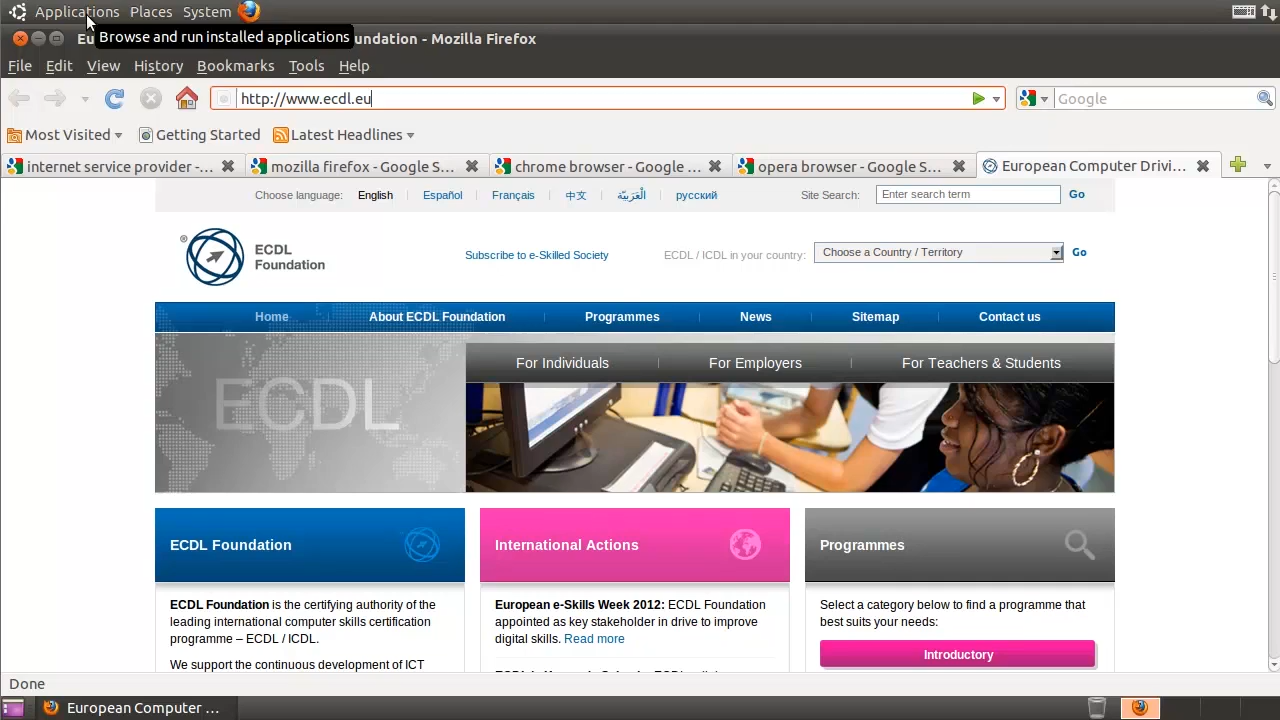 Applications Places System
Browse and run installed applications
Eu
undation - Mozilla Firefox
File Edit View History Bookmarks Tools Help
http://www.ecdl.eu
Google
Most Visited Getting Started Latest Headlines
internet service provider -... mozilla firefox - Google S... chrome browser - Google ... opera browser - Google S... European Computer Drivi...
Choose language: English Español Français 中文 الْعَرَبيّة русский Site Search: Enter search term Go
® ECDL
Foundation
Subscribe to e-Skilled Society ECDL / ICDL in your country: Choose a Country / Territory Go
Home About ECDL Foundation Programmes News Sitemap Contact us
For Individuals For Employers For Teachers & Students
ECDL
ECDL Foundation
ECDL Foundation is the certifying authority of the
leading international computer skills certification
programme – ECDL / ICDL.
We support the continuous development of ICT
International Actions
European e-Skills Week 2012: ECDL Foundation
appointed as key stakeholder in drive to improve
digital skills. Read more
Programmes
Select a category below to find a programme that
best suits your needs:
Introductory
Done
European Computer ...